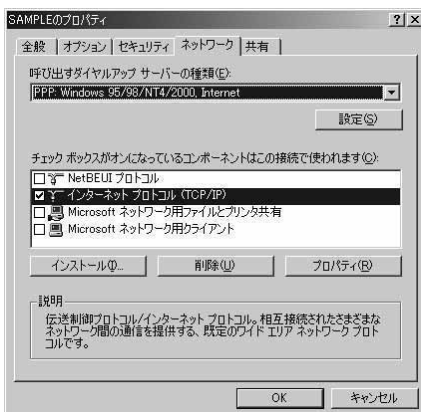 SAMPLEのプロパティ
全般 オプション セキュリティ ネットワーク 共有
呼び出すダイヤルアップ サーバーの種類(E):
PPP: Windows 95/98/NT4/2000, Internet
設定(S)
チェック ボックスがオンになっているコンポーネントはこの接続で使われます(C):
NetBEUI プロトコル
インターネット プロトコル (TCP/IP)
Microsoft ネットワーク用ファイルとプリンタ共有
Microsoft ネットワーク用クライアント
インストール(I)... 削除(U) プロパティ(R)
説明
伝送制御プロトコル/インターネット プロトコル。相互接続されたさまざまな
ネットワーク間の通信を提供する、既定のワイド エリア ネットワーク プロト
コルです。
OK キャンセル